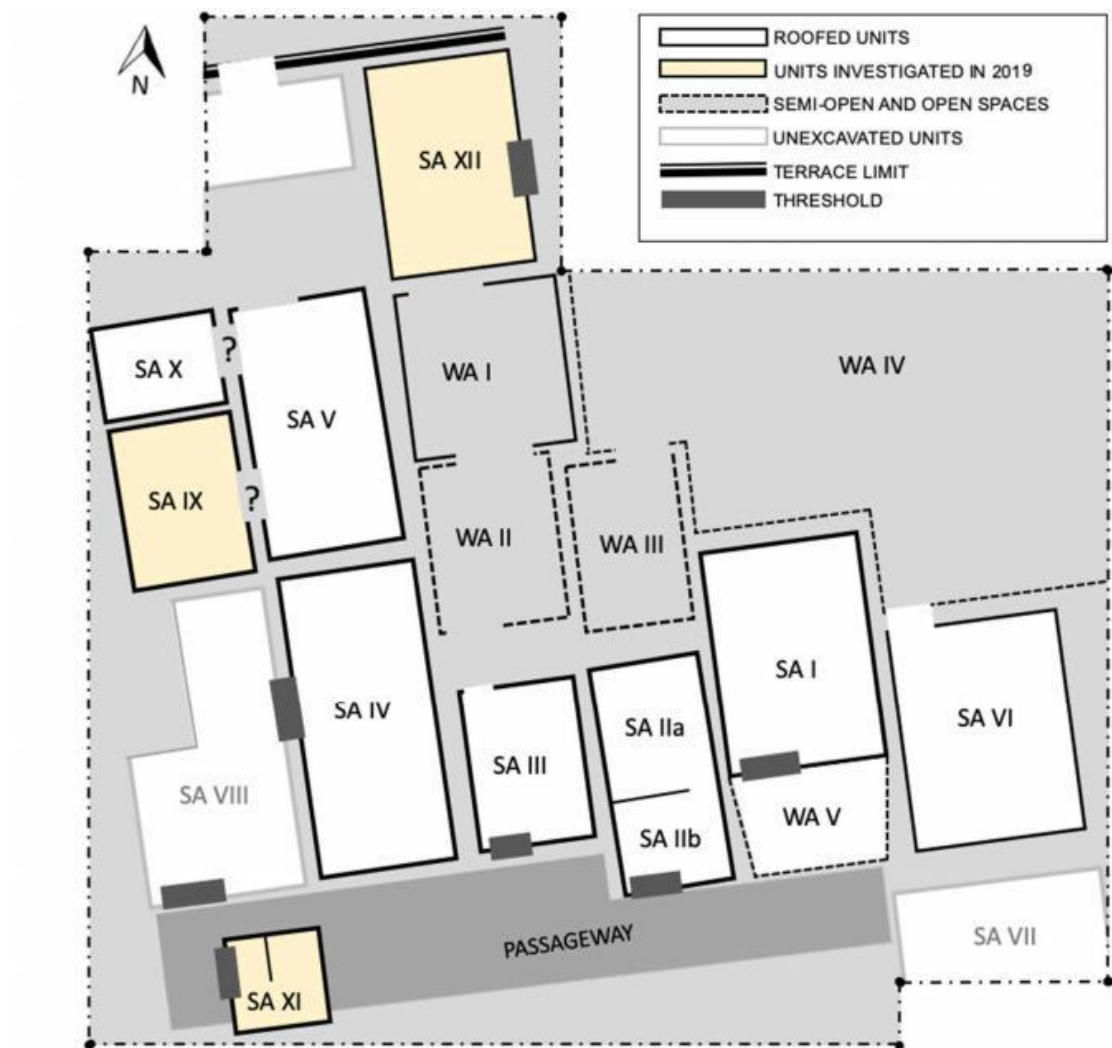 N
ROOFED UNITS
UNITS INVESTIGATED IN 2019
SEMI-OPEN AND OPEN SPACES
UNEXCAVATED UNITS
TERRACE LIMIT
THRESHOLD
SA XII
WA I
WA IV
SA X
?
SA V
SA IX
?
WA II
WA III
SA I
SA VI
SA IV
SA IIa
SA III
SA VIII
WA V
SA IIb
PASSAGEWAY
SA VII
SA XI